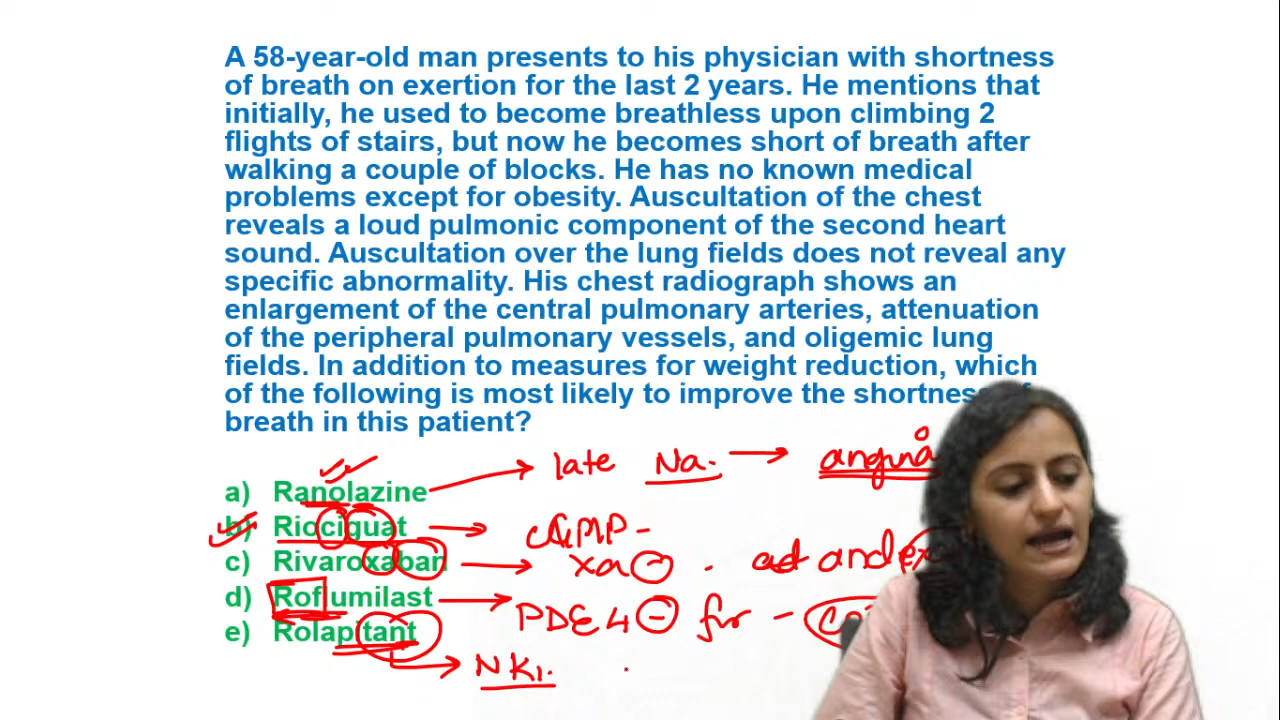 A 58-year-old man presents to his physician with shortness
of breath on exertion for the last 2 years. He mentions that
initially, he used to become breathless upon climbing 2
flights of stairs, but now he becomes short of breath after
walking a couple of blocks. He has no known medical
problems except for obesity. Auscultation of the chest
reveals a loud pulmonic component of the second heart
sound. Auscultation over the lung fields does not reveal any
specific abnormality. His chest radiograph shows an
enlargement of the central pulmonary arteries, attenuation
of the peripheral pulmonary vessels, and oligemic lung
fields. In addition to measures for weight reduction, which
of the following is most likely to improve the shortness
breath in this patient?
a) Ranolazine late Na. angina
b) Riociguat
c) Rivaroxaban Xa and
d) Roflumilast PDE4 for
e) Rolapitant
NK1.